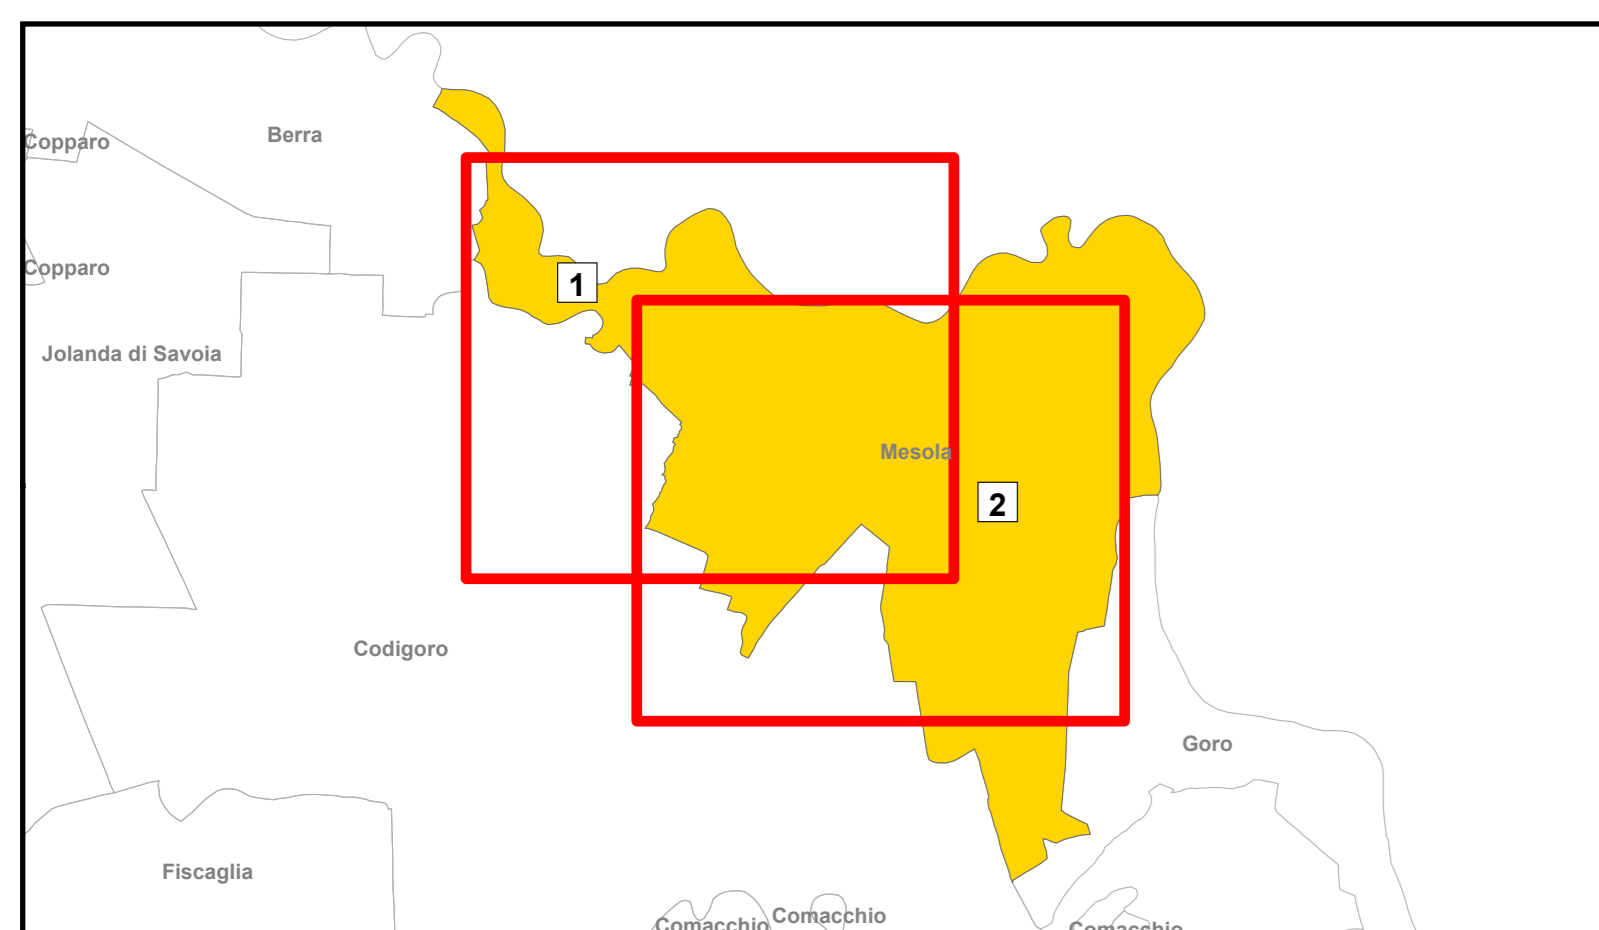 Berra
Copparo
Copparo
1
Jolanda di Savoia
Mesola
2
Codigoro
Goro
Fiscaglia
Comacchio
Comacchio
Comacchio